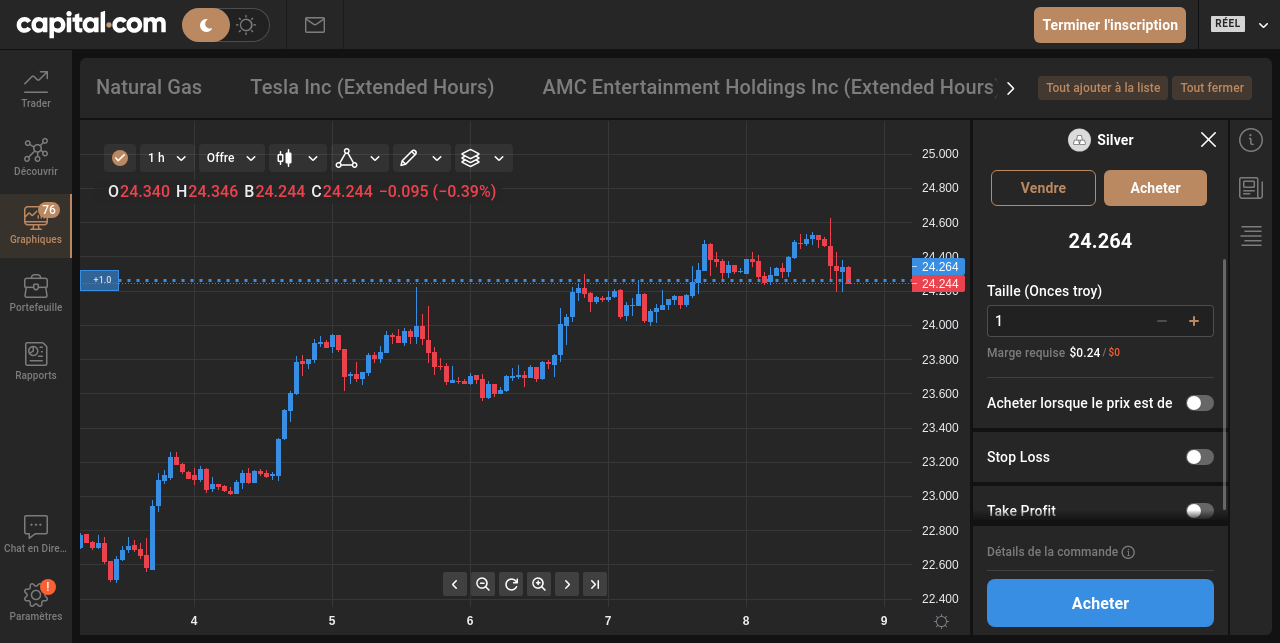 capital.com
Terminer l'inscription
RÉEL
Trader
Découvrir
76
Graphiques
Portefeuille
Rapports
Chat en Dire...
!
Paramètres
Natural Gas
Tesla Inc (Extended Hours)
AMC Entertainment Holdings Inc (Extended Hours)
Tout ajouter à la liste
Tout fermer
1 h
Offre
O24.340 H24.346 B24.244 C24.244 −0.095 (−0.39%)
+1.0
25.000
24.800
24.600
24.400
24.264
24.244
24.200
24.000
23.800
23.600
23.400
23.200
23.000
22.800
22.600
22.400
4 5 6 7 8 9
Silver
Vendre
Acheter
24.264
Taille (Onces troy)
1
Marge requise $0.24 / $0
Acheter lorsque le prix est de
Stop Loss
Take Profit
Détails de la commande
Acheter